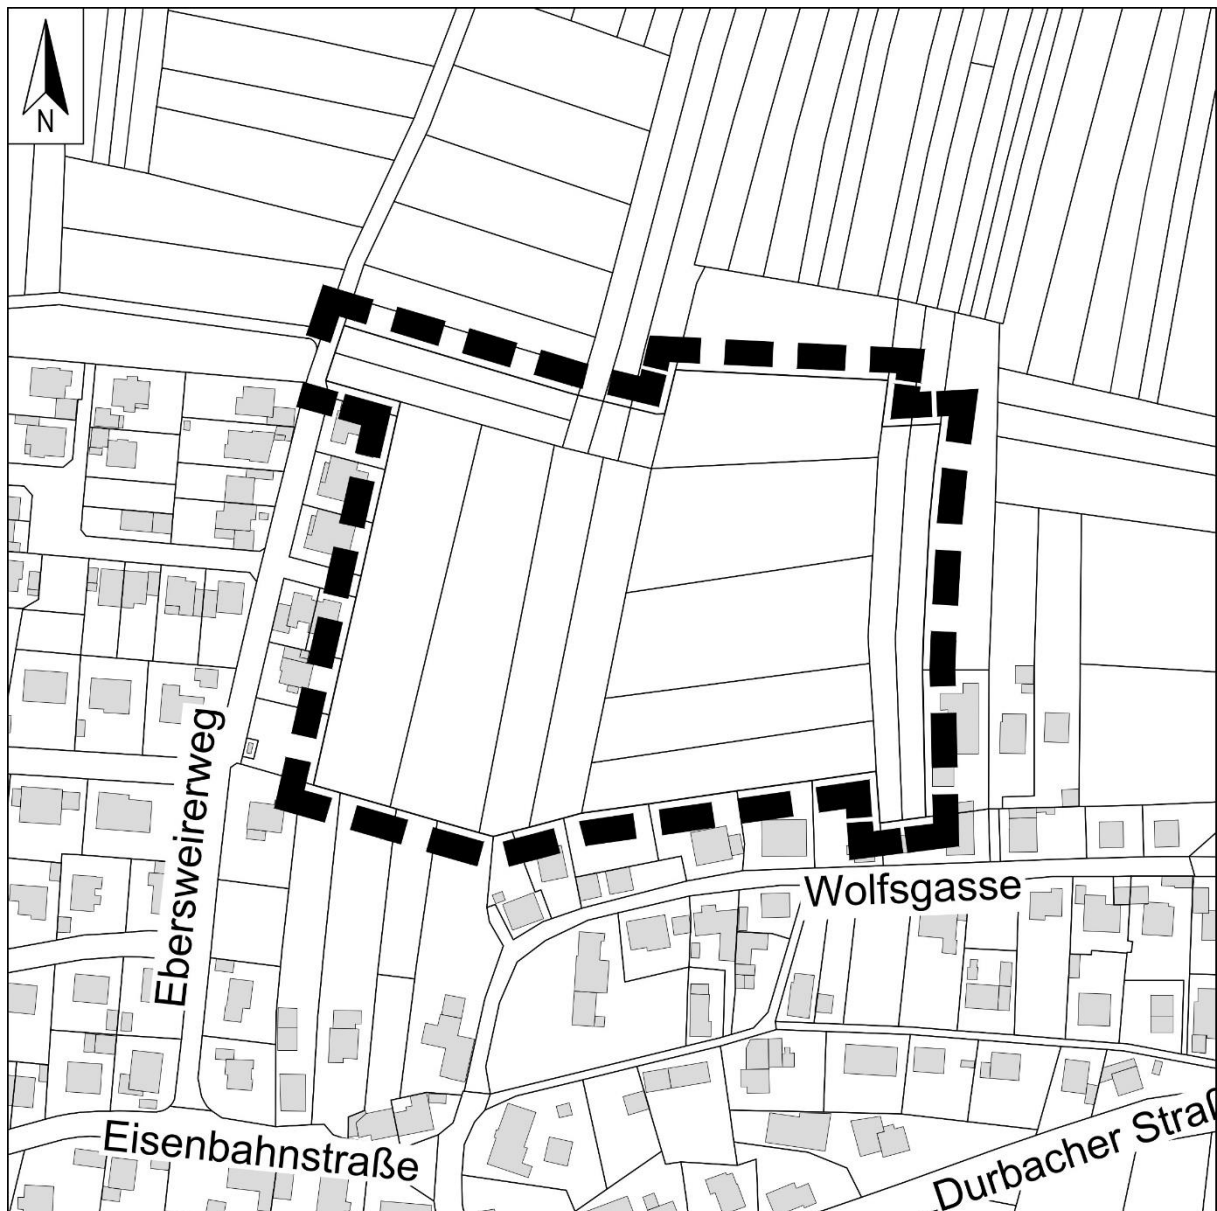 N
Ebersweirerweg
Wolfsgasse
Eisenbahnstraße
Durbacher Straß